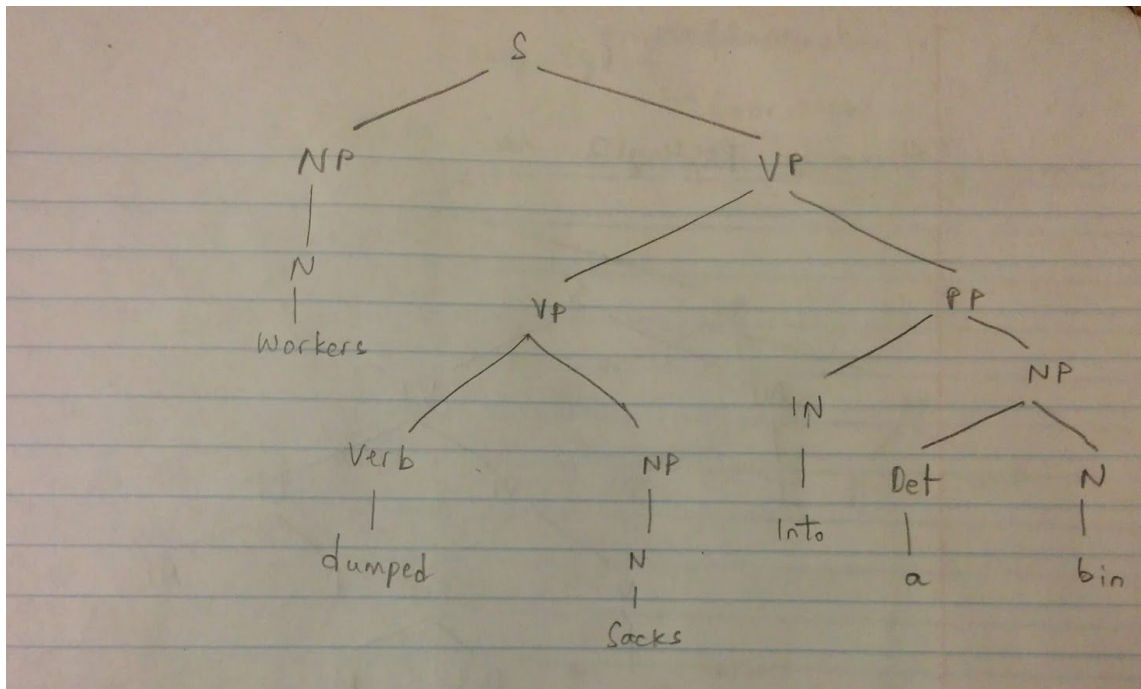 S
NP VP
N
VP PP
Workers
NP
IN
Verb NP Det N
Into
dumped N a bin
Sacks